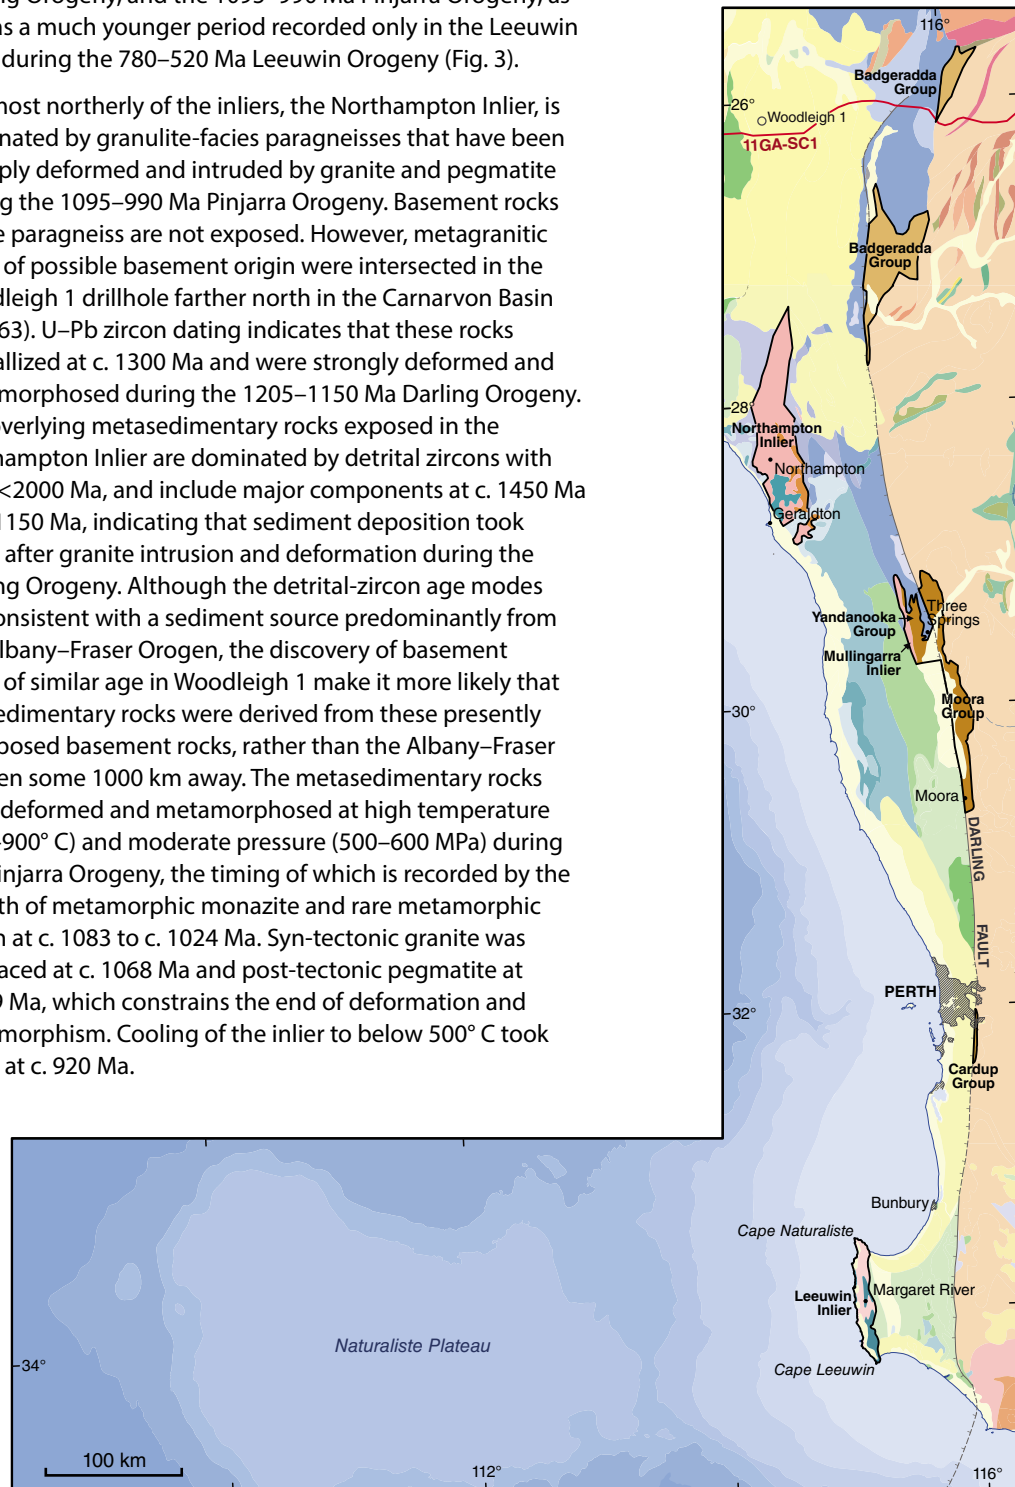 ng Orogeny, and the 1095–990 Ma Pinjarra Orogeny, as
as a much younger period recorded only in the Leeuwin
during the 780–520 Ma Leeuwin Orogeny (Fig. 3).
most northerly of the inliers, the Northampton Inlier, is
nated by granulite-facies paragneisses that have been
ply deformed and intruded by granite and pegmatite
g the 1095–990 Ma Pinjarra Orogeny. Basement rocks
e paragneiss are not exposed. However, metagranitic
of possible basement origin were intersected in the
dleigh 1 drillhole farther north in the Carnarvon Basin
63). U–Pb zircon dating indicates that these rocks
allized at c. 1300 Ma and were strongly deformed and
morphosed during the 1205–1150 Ma Darling Orogeny.
overlying metasedimentary rocks exposed in the
hampton Inlier are dominated by detrital zircons with
<2000 Ma, and include major components at c. 1450 Ma
1150 Ma, indicating that sediment deposition took
after granite intrusion and deformation during the
ng Orogeny. Although the detrital-zircon age modes
onsistent with a sediment source predominantly from
lbany–Fraser Orogen, the discovery of basement
of similar age in Woodleigh 1 make it more likely that
edimentary rocks were derived from these presently
posed basement rocks, rather than the Albany–Fraser
en some 1000 km away. The metasedimentary rocks
deformed and metamorphosed at high temperature
–900° C) and moderate pressure (500–600 MPa) during
injarra Orogeny, the timing of which is recorded by the
th of metamorphic monazite and rare metamorphic
n at c. 1083 to c. 1024 Ma. Syn-tectonic granite was
aced at c. 1068 Ma and post-tectonic pegmatite at
9 Ma, which constrains the end of deformation and
morphism. Cooling of the inlier to below 500° C took
at c. 920 Ma.
116°
Badgeradda
Group
26°
Woodleigh 1
11GA-SC1
Badgeradda
Group
28°
Northampton
Inlier
Northampton
Geraldton
Three
Springs
Yandanooka
Group
Mullingarra
Inlier
Moora
Group
30°
Moora
DARLING
FAULT
PERTH
32°
Cardup
Group
Bunbury
Cape Naturaliste
Margaret River
Leeuwin
Inlier
Naturaliste Plateau
34°
Cape Leeuwin
100 km
112°
116°